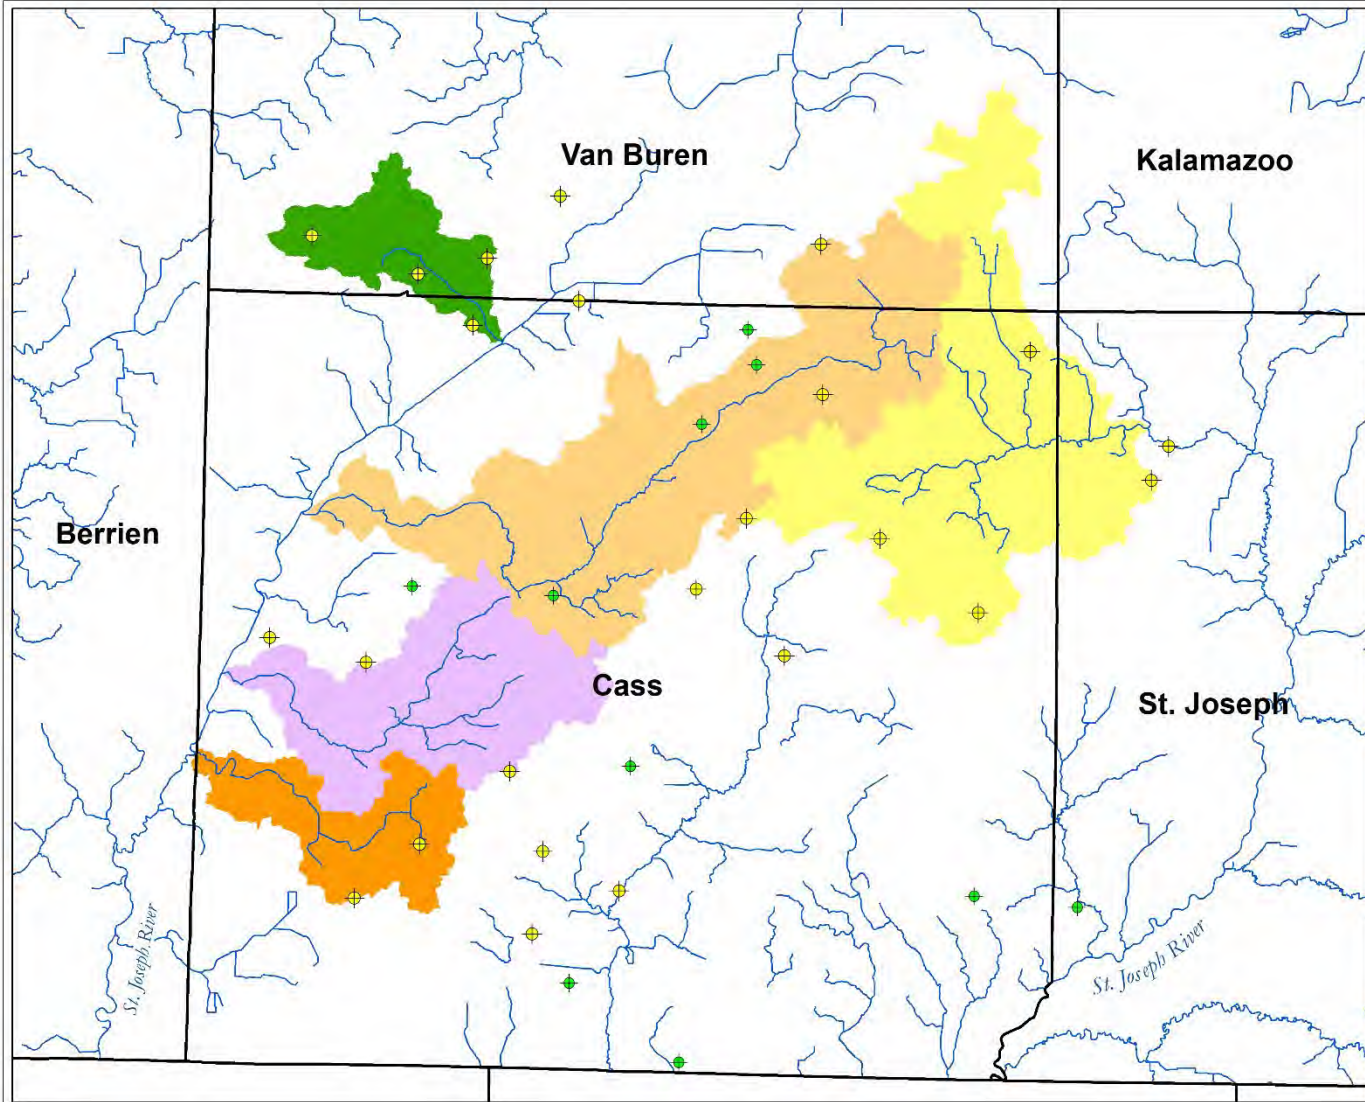 Van Buren
Kalamazoo
Berrien
Cass
St. Joseph
St. Joseph River
St. Joseph River